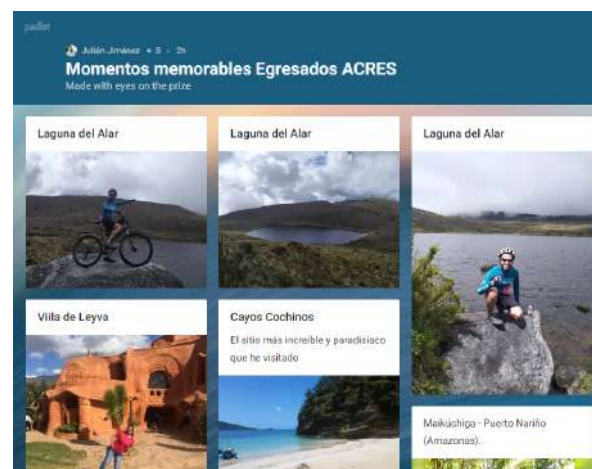 padlet
Julián Jiménez • 8 • 2h
Momentos memorables Egresados ACRES
Made with eyes on the prize
Laguna del Alar
Laguna del Alar
Laguna del Alar
Villa de Leyva
Cayos Cochinos
El sitio más increíble y paradisiaco
que he visitado
Maikúchiga - Puerto Nariño
(Amazonas).